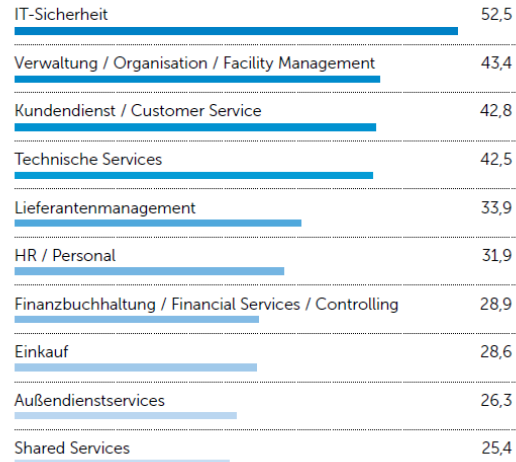 IT-Sicherheit 52,5
Verwaltung / Organisation / Facility Management 43,4
Kundendienst / Customer Service 42,8
Technische Services 42,5
Lieferantenmanagement 33,9
HR / Personal 31,9
Finanzbuchhaltung / Financial Services / Controlling 28,9
Einkauf 28,6
Außendienstservices 26,3
Shared Services 25,4